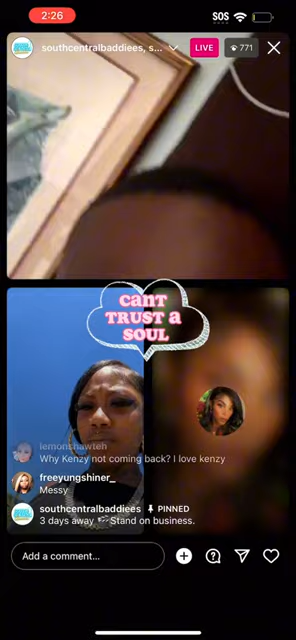 2:26
SOS
southcentralbaddiees, s...
LIVE
771
CANT
TRUST a
SOUL
lemonshawteh
Why Kenzy not coming back? I love kenzy
freeyungshiner_
Messy
southcentralbaddiees PINNED
3 days away Stand on business.
Add a comment...